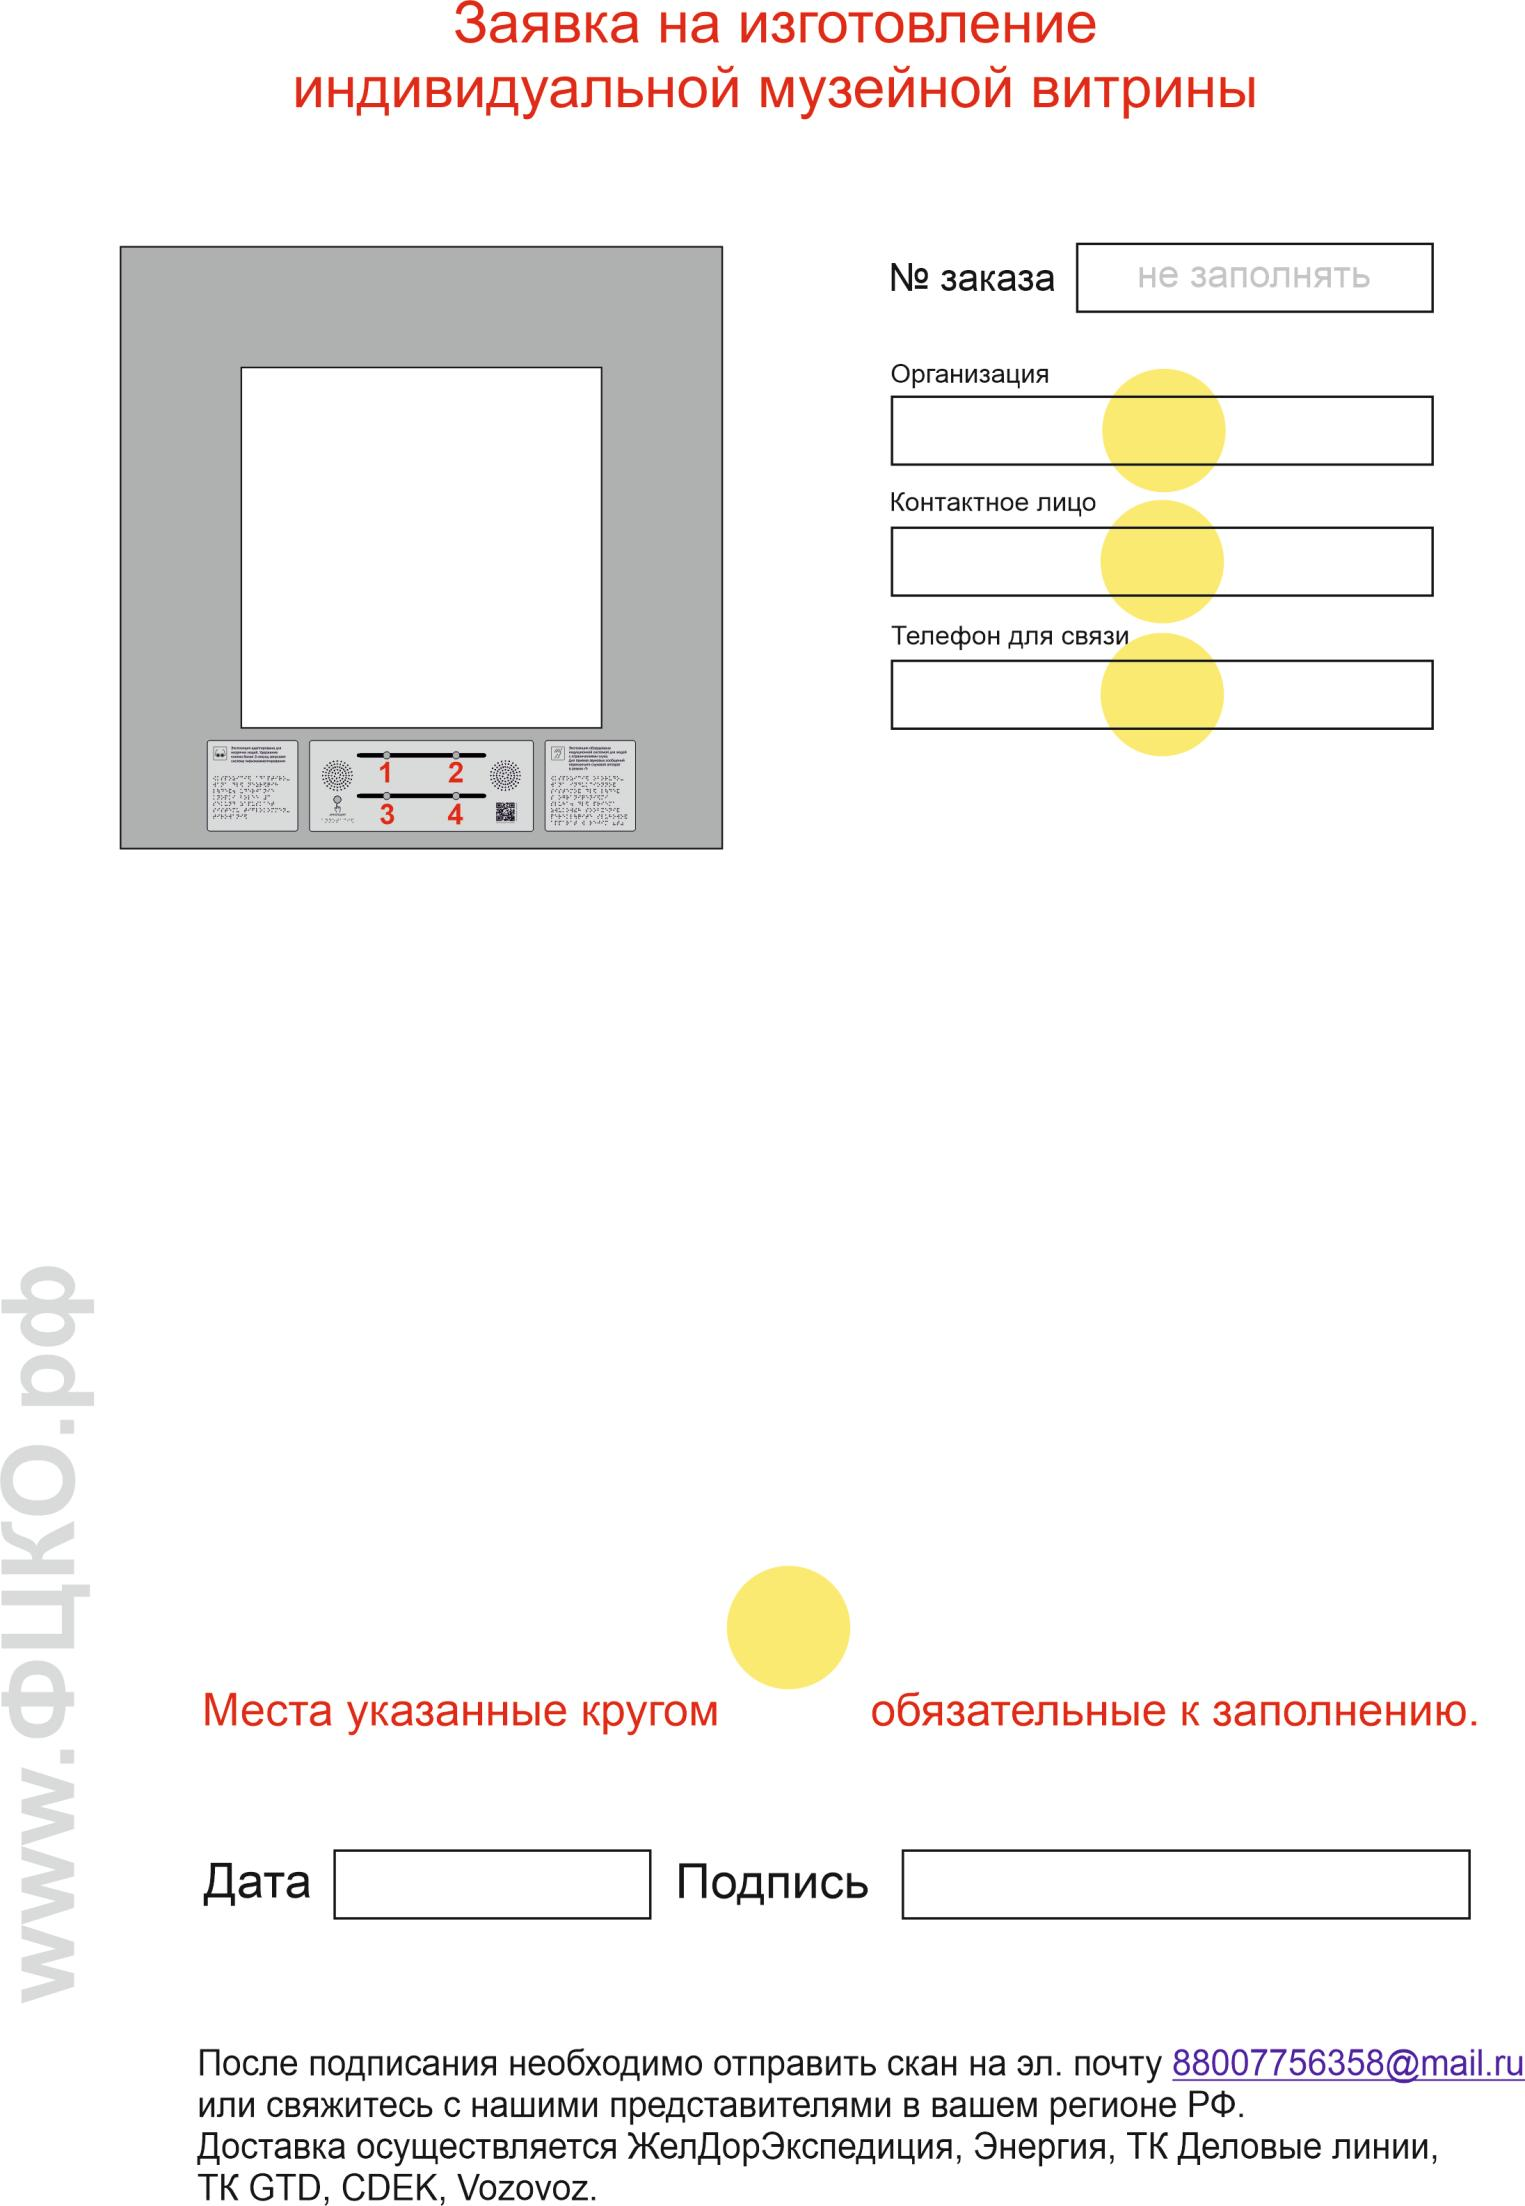 Заявка на изготовление
индивидуальной музейной витрины
№ заказа
не заполнять
Организация
Контактное лицо
Телефон для связи
1
2
3
4
www.ФЦКО.рф
Места указанные кругом обязательные к заполнению.
Дата
Подпись
После подписания необходимо отправить скан на эл. почту 88007756358@mail.ru
или свяжитесь с нашими представителями в вашем регионе РФ.
Доставка осуществляется ЖелДорЭкспедиция, Энергия, ТК Деловые линии,
ТК GTD, CDEK, Vozovoz.